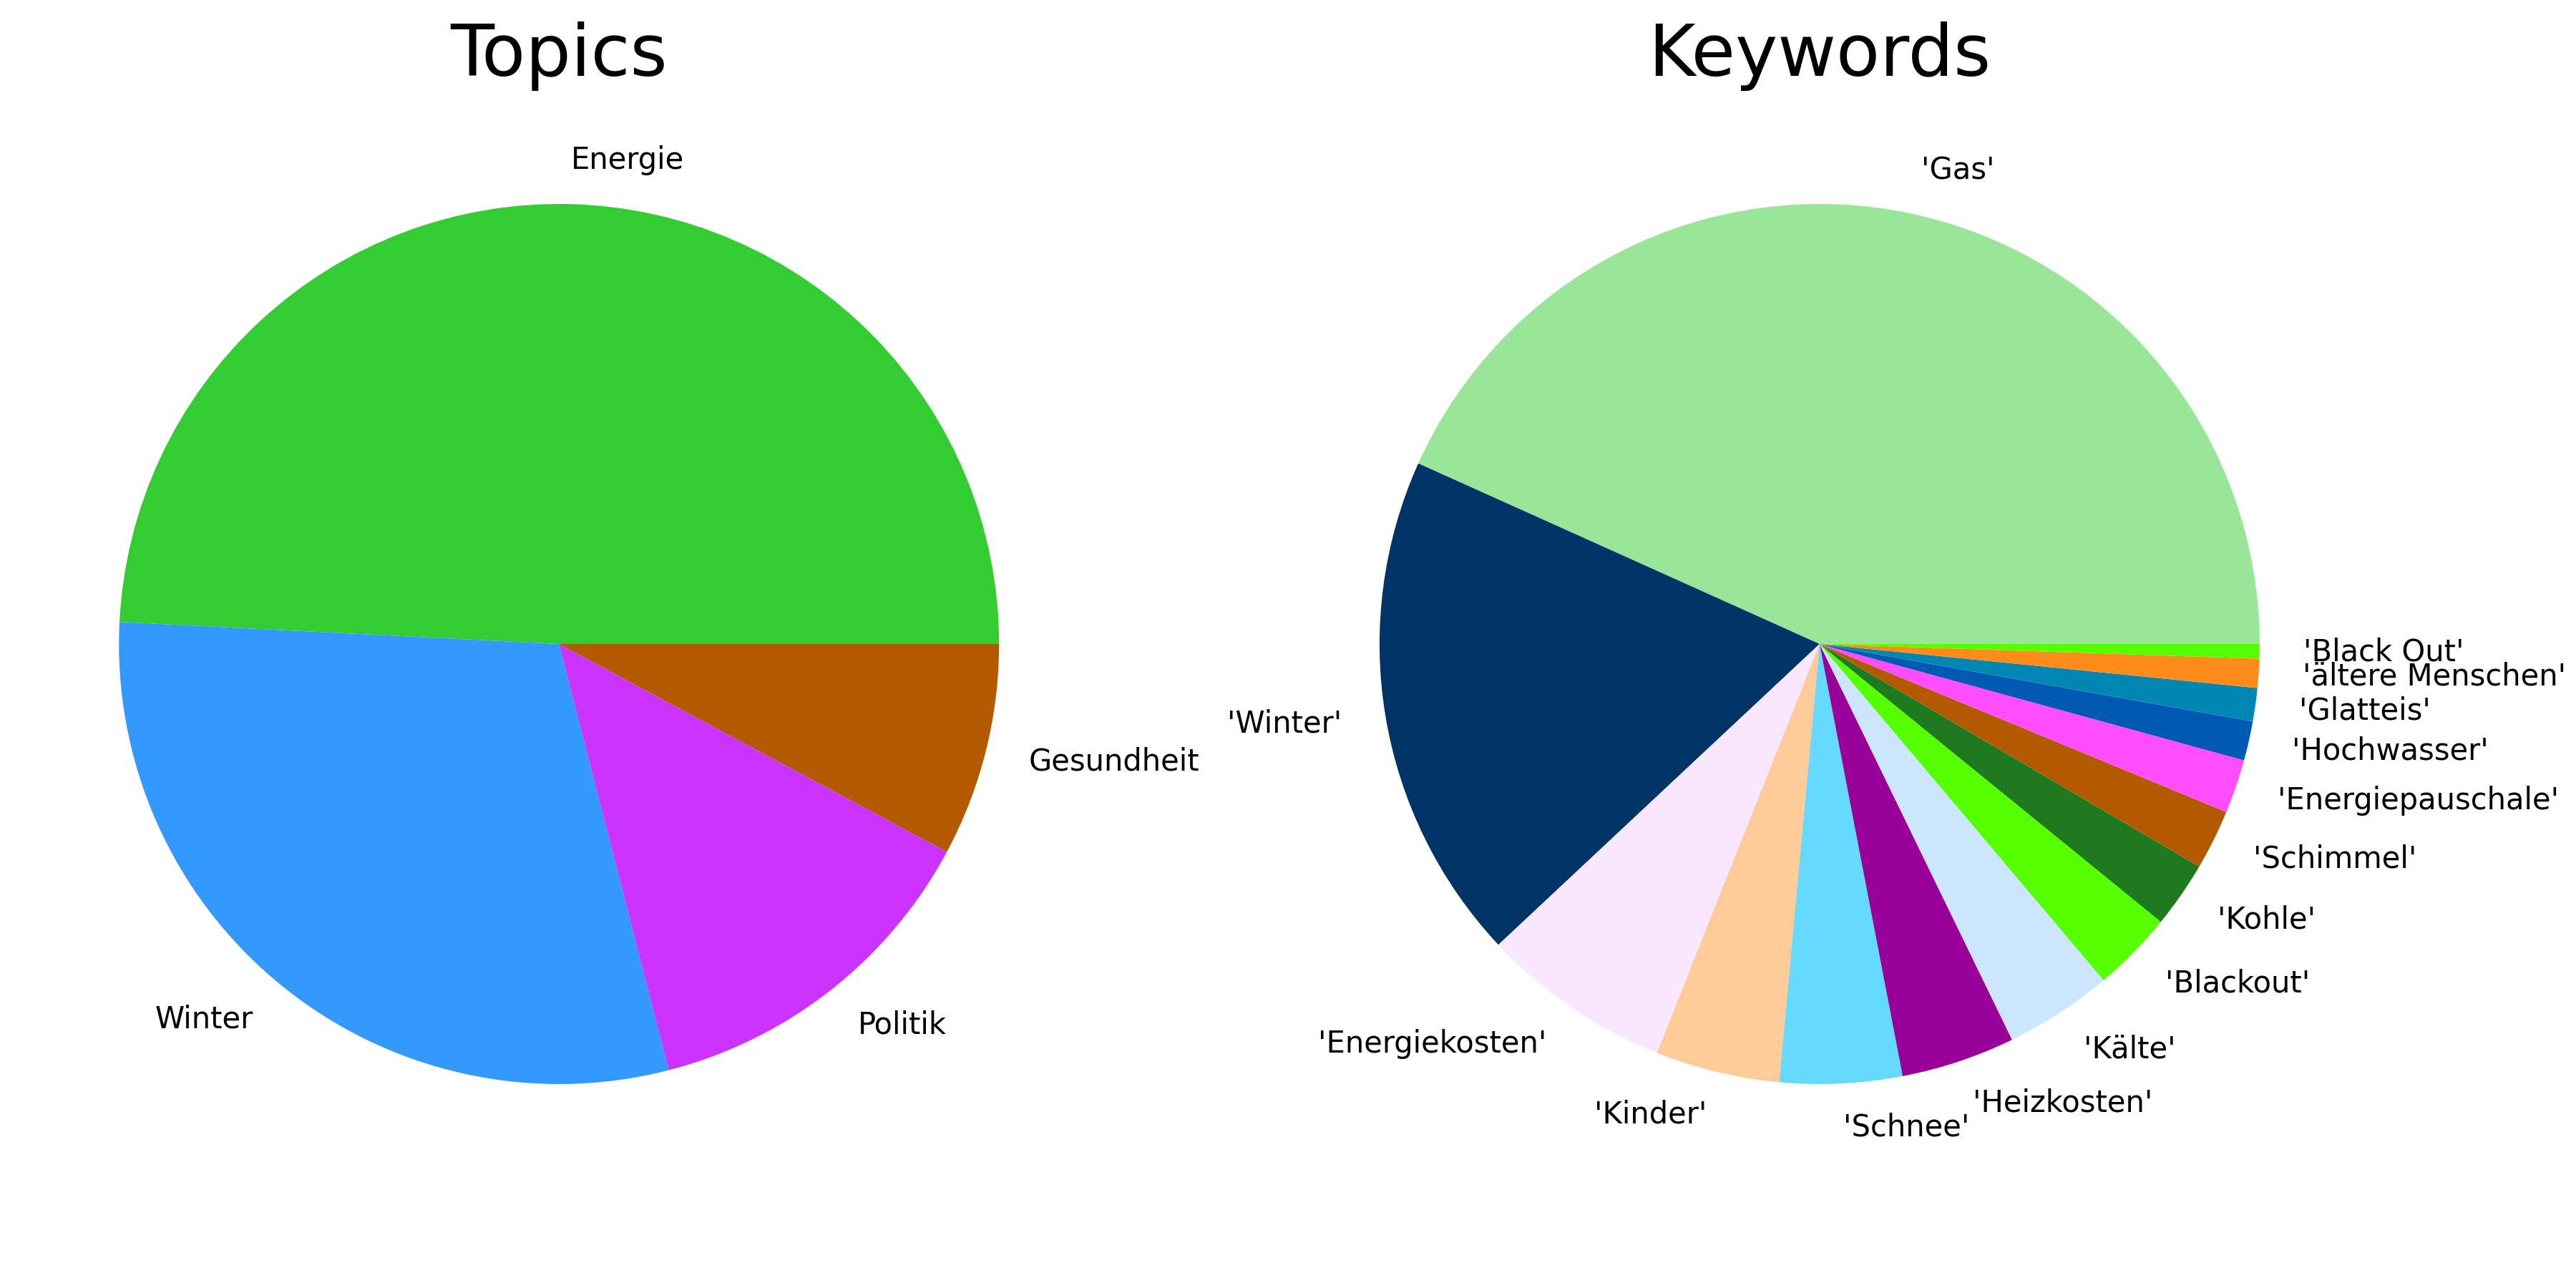 Topics
Energie
Winter
Politik
Gesundheit
Keywords
'Gas'
'Winter'
'Energiekosten'
'Kinder'
'Schnee'
'Heizkosten'
'Kälte'
'Blackout'
'Kohle'
'Schimmel'
'Energiepauschale'
'Hochwasser'
'Glatteis'
'ältere Menschen'
'Black Out'